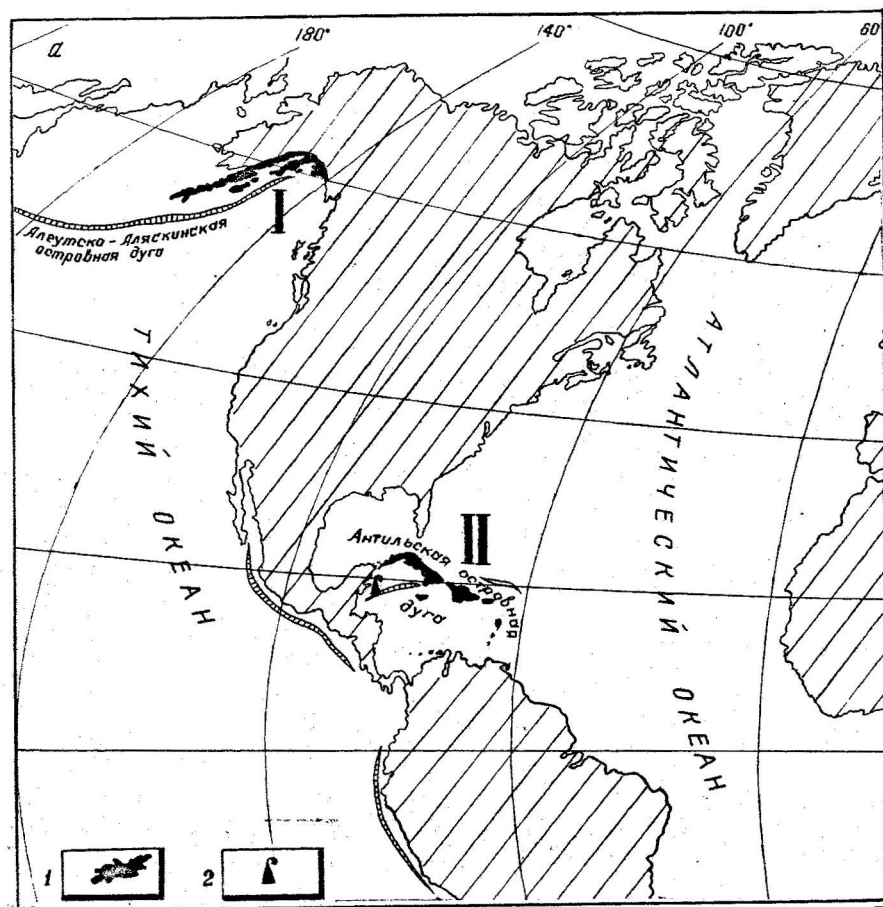 а
180°
140°
100°
60°
I
Алеутско-Аляскинская
островная дуга
ТИХИЙ ОКЕАН
АТЛАНТИЧЕСКИЙ ОКЕАН
II
Антильская островная
дуга
1
2